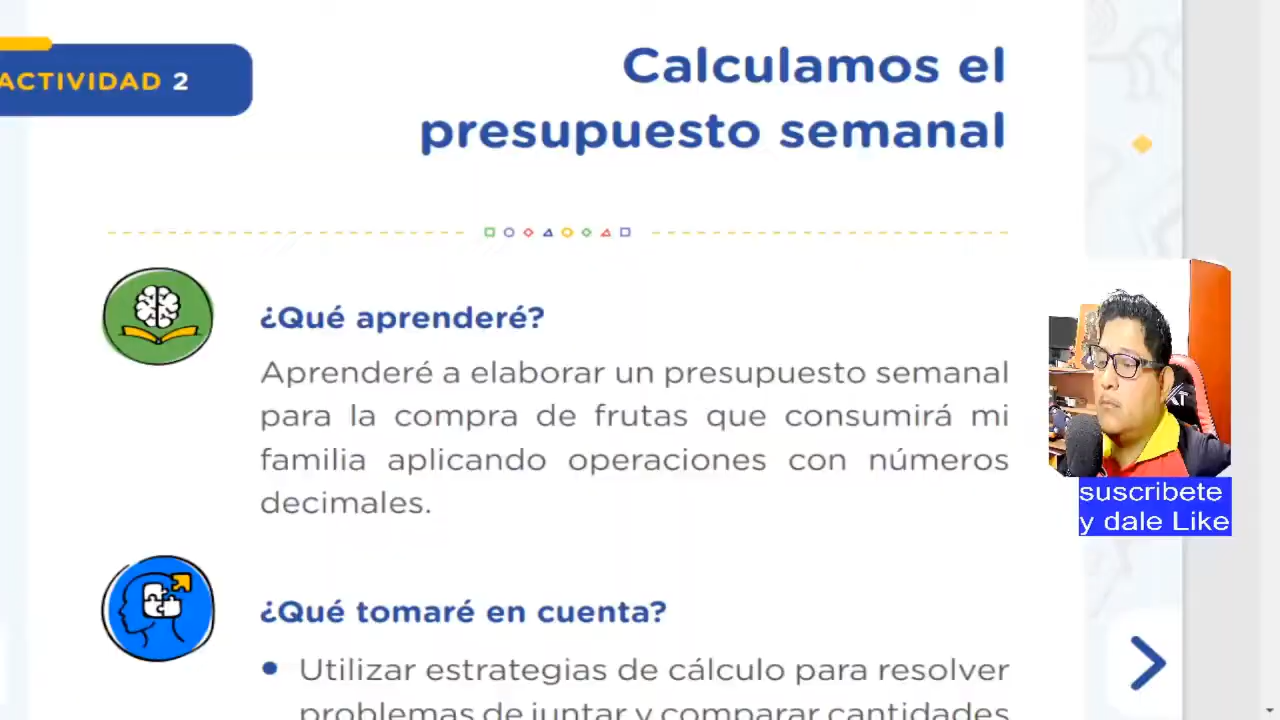 ACTIVIDAD 2
Calculamos el
presupuesto semanal
¿Qué aprenderé?
Aprenderé a elaborar un presupuesto semanal
para la compra de frutas que consumirá mi
familia aplicando operaciones con números
decimales.
suscribete
y dale Like
¿Qué tomaré en cuenta?
• Utilizar estrategias de cálculo para resolver
problemas de juntar y comparar cantidades